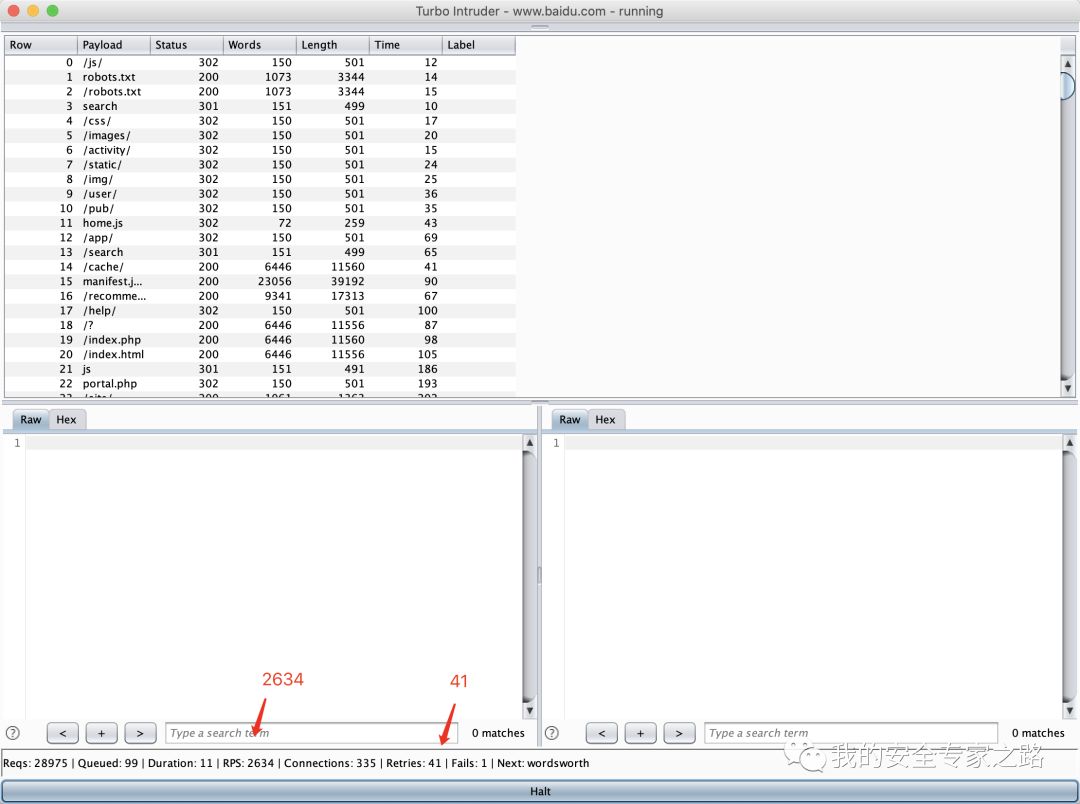 Turbo Intruder - www.baidu.com - running
Row Payload Status Words Length Time Label
0 /js/ 302 150 501 12
1 robots.txt 200 1073 3344 14
2 /robots.txt 200 1073 3344 15
3 search 301 151 499 10
4 /css/ 302 150 501 17
5 /images/ 302 150 501 20
6 /activity/ 302 150 501 15
7 /static/ 302 150 501 24
8 /img/ 302 150 501 25
9 /user/ 302 150 501 36
10 /pub/ 302 150 501 35
11 home.js 302 72 259 43
12 /app/ 302 150 501 69
13 /search 301 151 499 65
14 /cache/ 200 6446 11560 41
15 manifest.j... 200 23056 39192 90
16 /recomme... 200 9341 17313 67
17 /help/ 302 150 501 100
18 /? 200 6446 11556 87
19 /index.php 200 6446 11560 98
20 /index.html 200 6446 11556 105
21 js 301 151 491 186
22 portal.php 302 150 501 193
Raw Hex Raw Hex
1 1
2634 41
? < + > Type a search term 0 matches ? < + > Type a search term 0 matches
我的安全专家之路
Reqs: 28975 | Queued: 99 | Duration: 11 | RPS: 2634 | Connections: 335 | Retries: 41 | Fails: 1 | Next: wordsworth
Halt